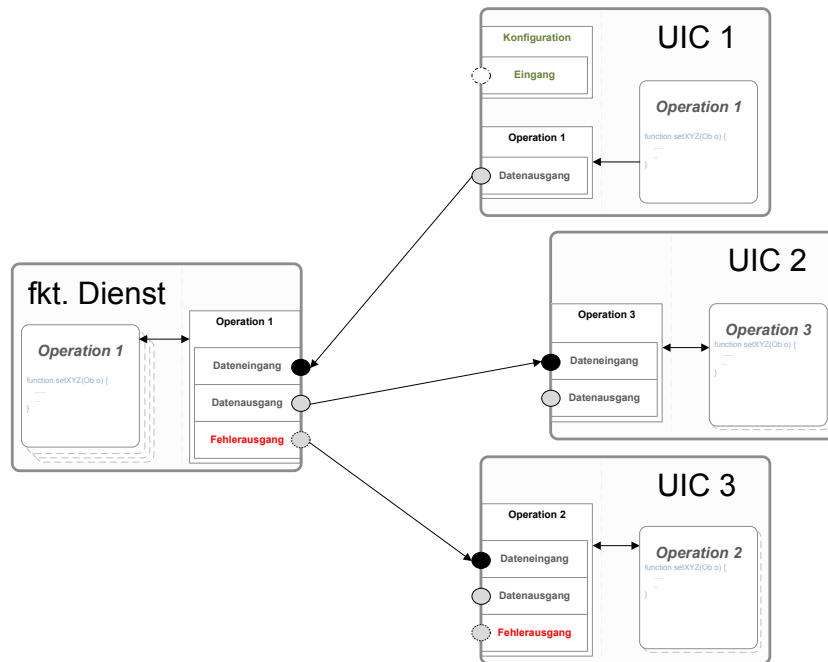 UIC 1
Konfiguration
Eingang
Operation 1
Datenausgang
Operation 1
function setXYZ(Ob o) {
.....
..
}
fkt. Dienst
Operation 1
function setXYZ(Ob o) {
.....
..
}
Operation 1
Dateneingang
Datenausgang
Fehlerausgang
UIC 2
Operation 3
Dateneingang
Datenausgang
Operation 3
function setXYZ(Ob o) {
.....
..
}
UIC 3
Operation 2
Dateneingang
Datenausgang
Fehlerausgang
Operation 2
function setXYZ(Ob o) {
.....
..
}